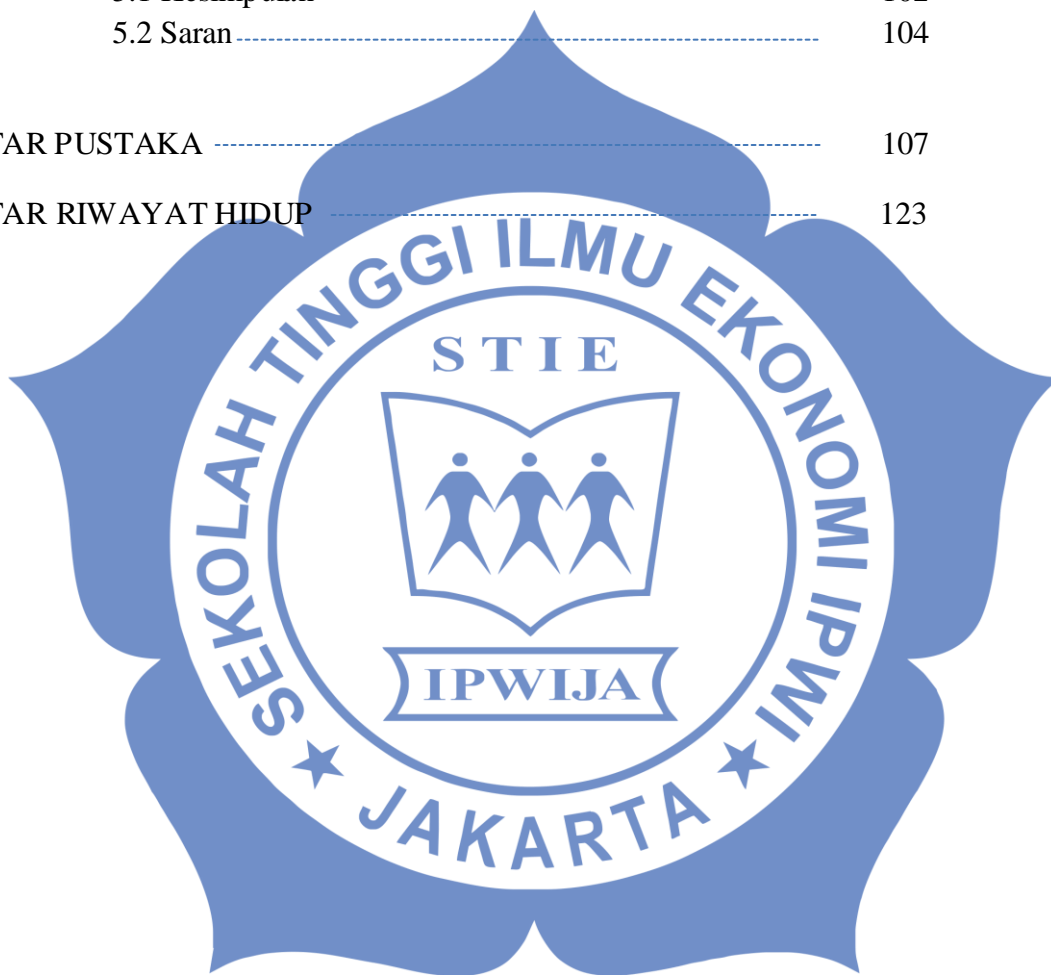 5.2 Saran 104
TAR PUSTAKA 107
TAR RIWAYAT HIDUP 123
SEKOLAH TINGGI ILMU EKONOMI IPWI
STIE
IPWIJA
★ JAKARTA ★